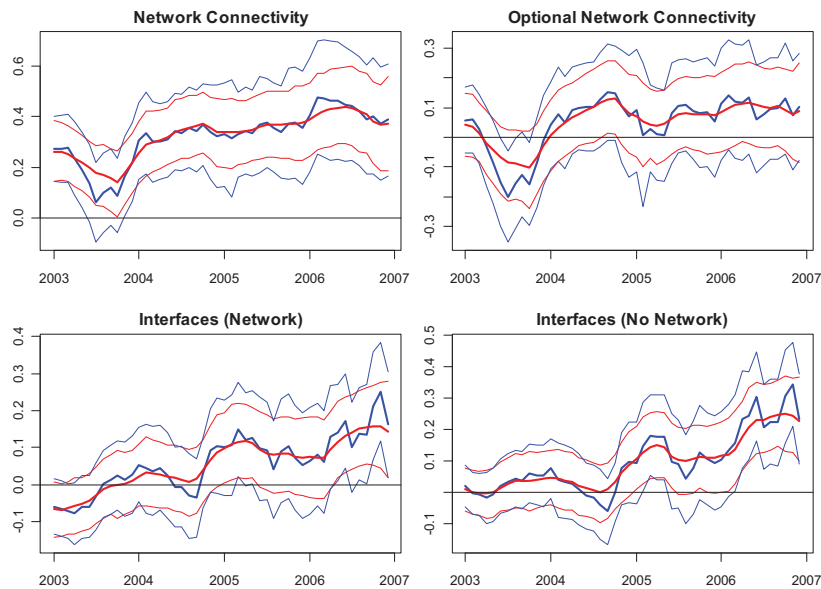 Network Connectivity
0.0 0.2 0.4 0.6
2003 2004 2005 2006 2007
Optional Network Connectivity
-0.3 -0.1 0.1 0.3
2003 2004 2005 2006 2007
Interfaces (Network)
-0.1 0.0 0.1 0.2 0.3 0.4
2003 2004 2005 2006 2007
Interfaces (No Network)
-0.1 0.1 0.2 0.3 0.4 0.5
2003 2004 2005 2006 2007